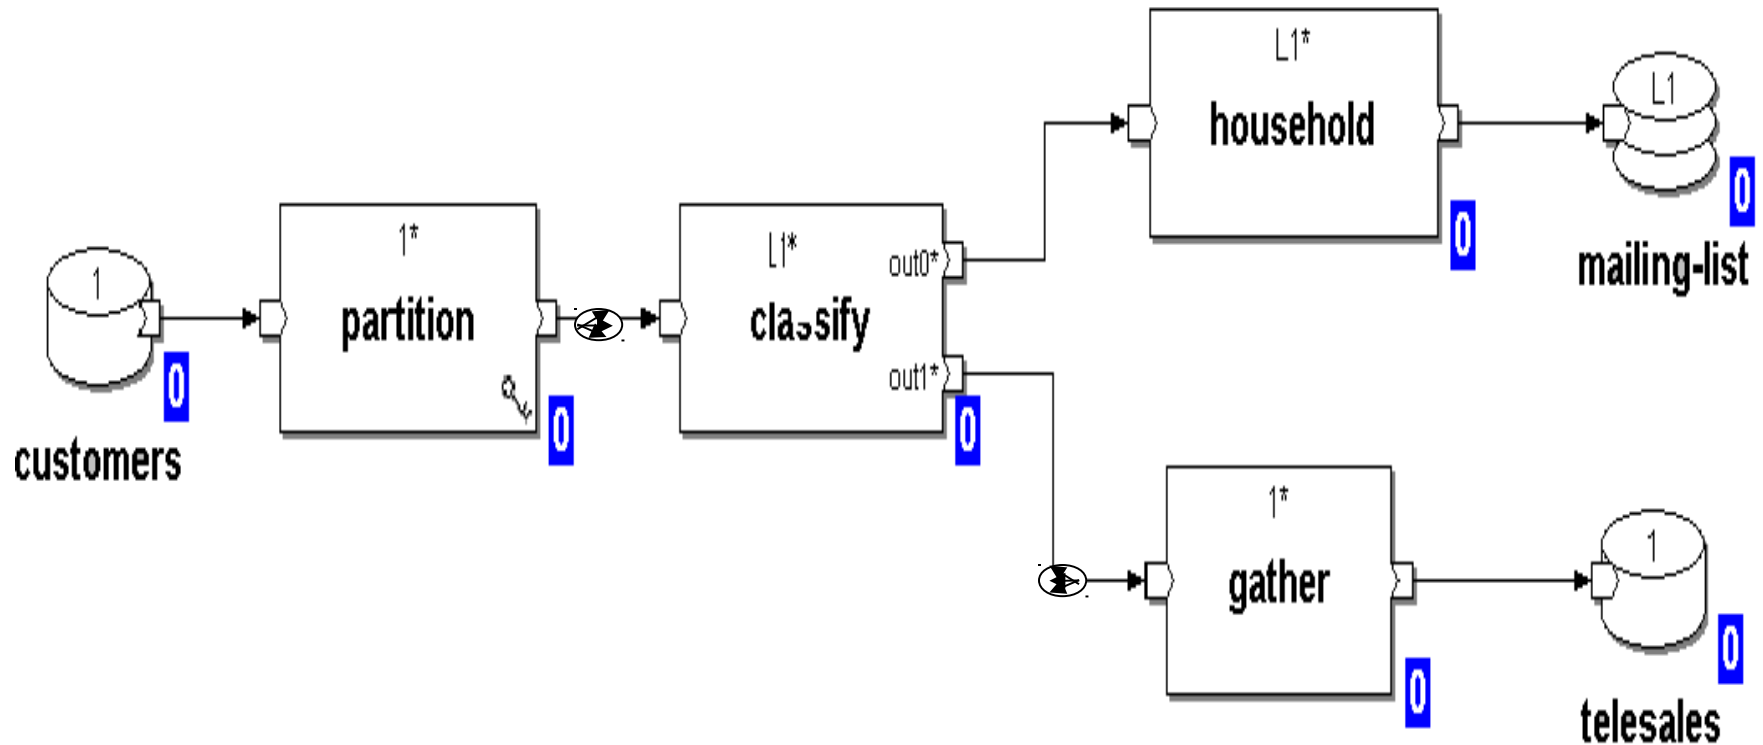 1
customers
0
1*
partition
0
L1*
classify
out0*
out1*
0
L1*
household
0
L1
mailing-list
0
1*
gather
0
1
telesales
0